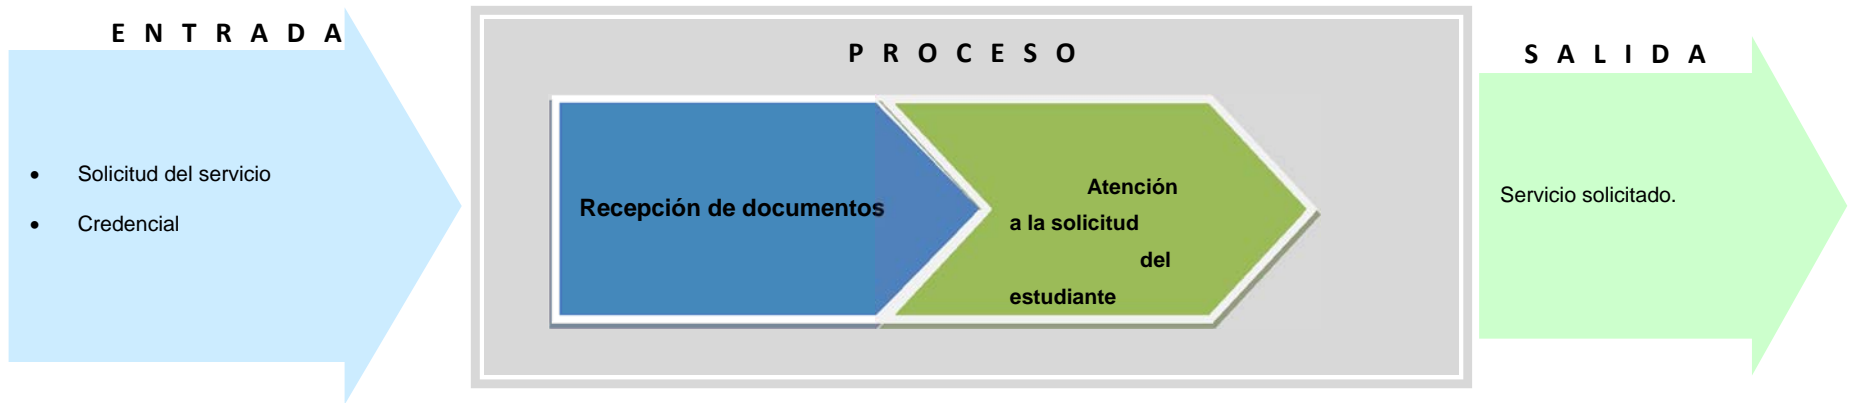 E N T R A D A
• Solicitud del servicio
• Credencial
P R O C E S O
Recepción de documentos
Atención
a la solicitud
del
estudiante
S A L I D A
Servicio solicitado.